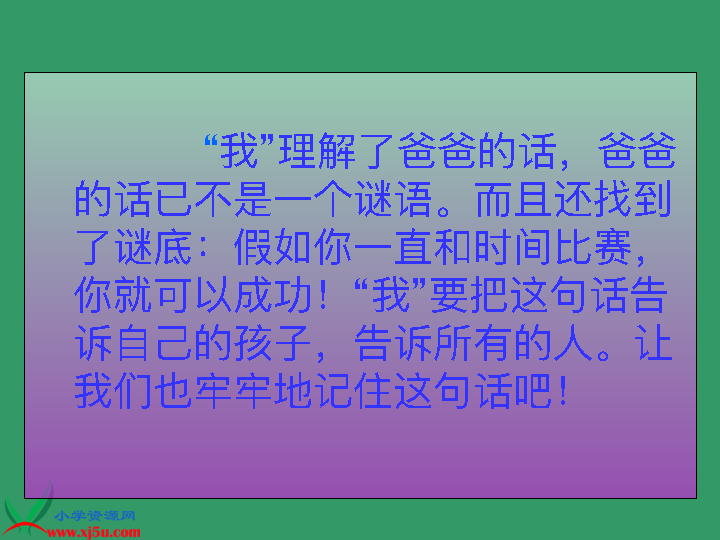 “我”理解了爸爸的话，爸爸
的话已不是一个谜语。而且还找到
了谜底：假如你一直和时间比赛，
你就可以成功！“我”要把这句话告
诉自己的孩子，告诉所有的人。让
我们也牢牢地记住这句话吧！
小学资源网
www.xj5u.com